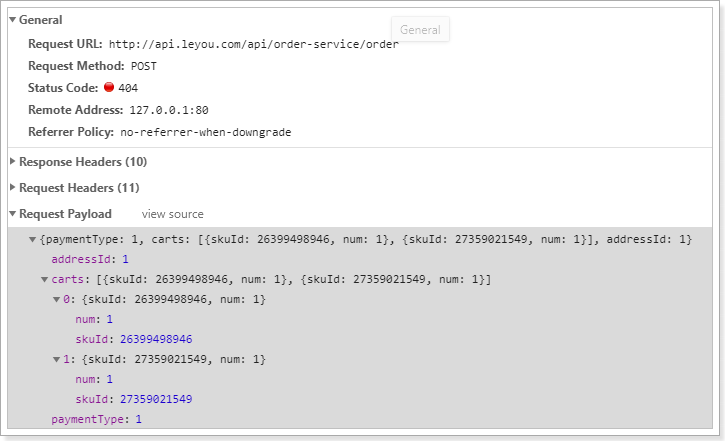 General
General
Request URL: http://api.leyou.com/api/order-service/order
Request Method: POST
Status Code: 404
Remote Address: 127.0.0.1:80
Referrer Policy: no-referrer-when-downgrade
Response Headers (10)
Request Headers (11)
Request Payload view source
{paymentType: 1, carts: [{skuId: 26399498946, num: 1}, {skuId: 27359021549, num: 1}], addressId: 1}
addressId: 1
carts: [{skuId: 26399498946, num: 1}, {skuId: 27359021549, num: 1}]
0: {skuId: 26399498946, num: 1}
num: 1
skuId: 26399498946
1: {skuId: 27359021549, num: 1}
num: 1
skuId: 27359021549
paymentType: 1